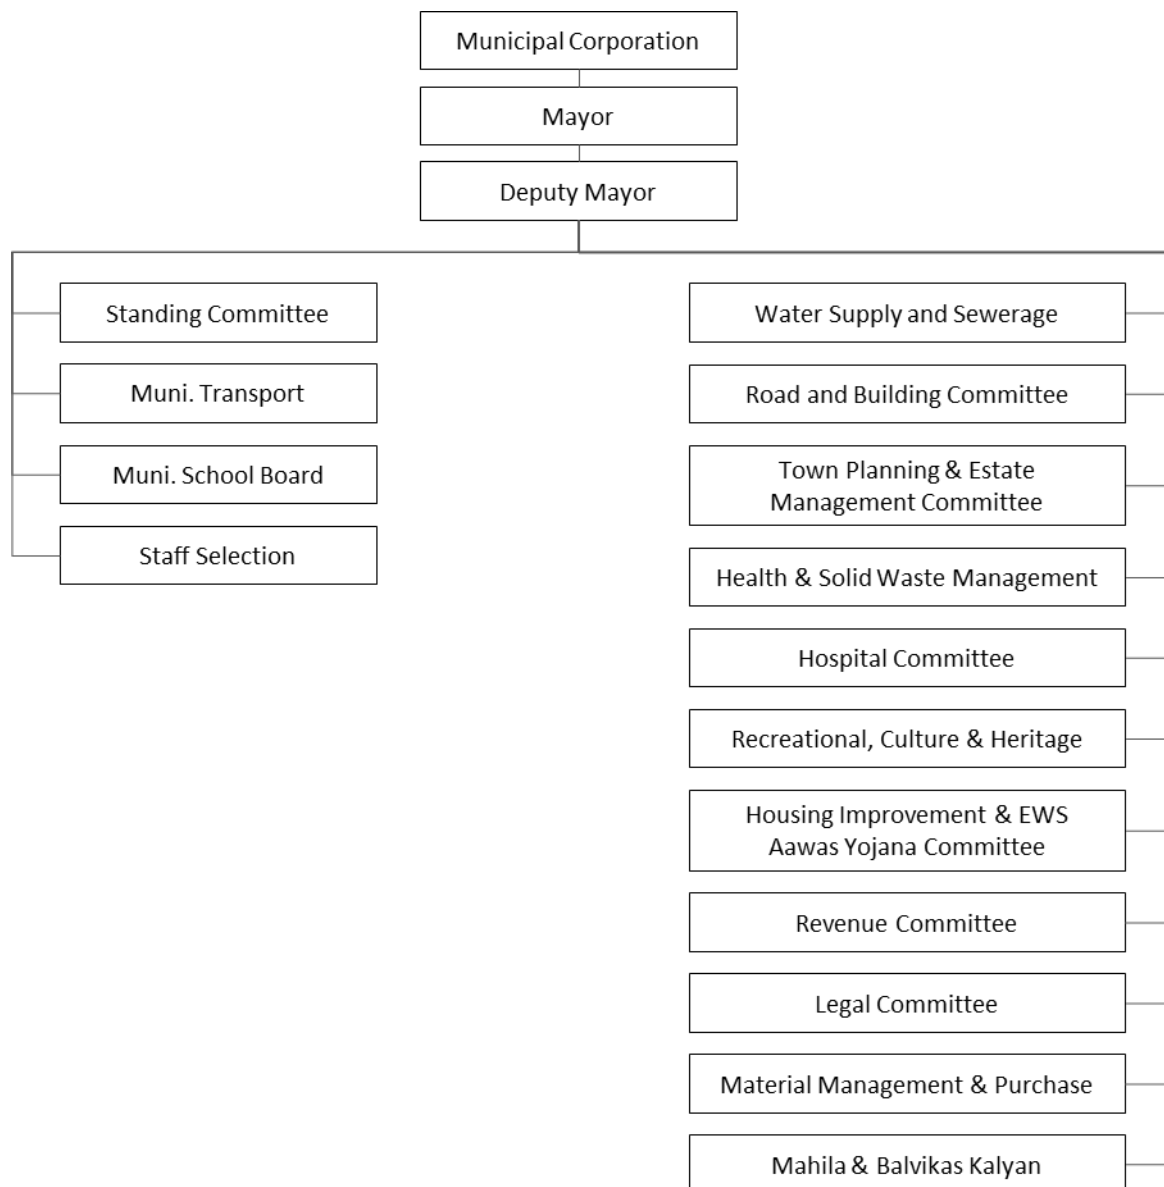 Municipal Corporation
Mayor
Deputy Mayor
Standing Committee
Muni. Transport
Muni. School Board
Staff Selection
Water Supply and Sewerage
Road and Building Committee
Town Planning & Estate
Management Committee
Health & Solid Waste Management
Hospital Committee
Recreational, Culture & Heritage
Housing Improvement & EWS
Aawas Yojana Committee
Revenue Committee
Legal Committee
Material Management & Purchase
Mahila & Balvikas Kalyan